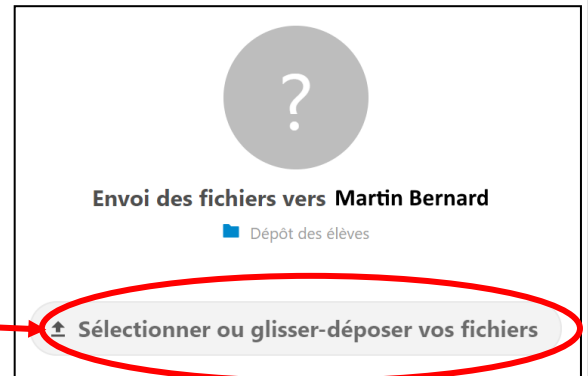 ?
Envoi des fichiers vers Martin Bernard
Dépôt des élèves
Sélectionner ou glisser-déposer vos fichiers